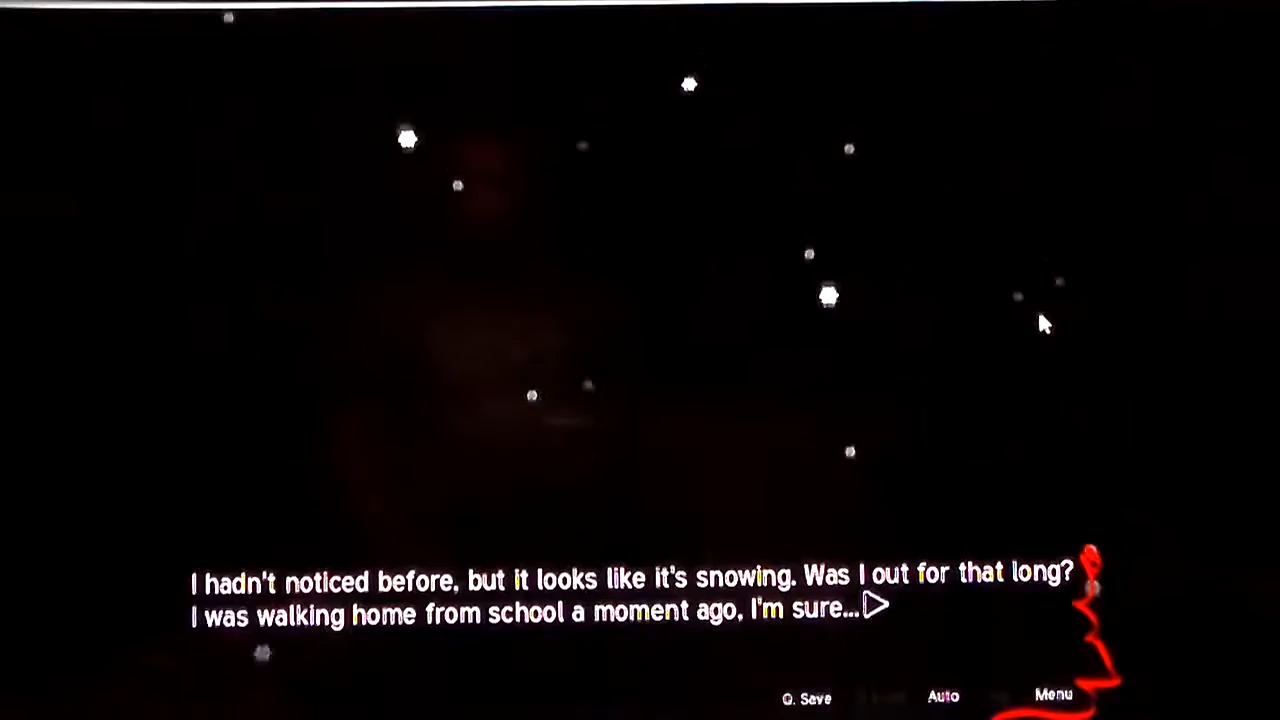 I hadn't noticed before, but it looks like it's snowing. Was I out for that long?
I was walking home from school a moment ago, I'm sure...
Q. Save
Auto
Menu